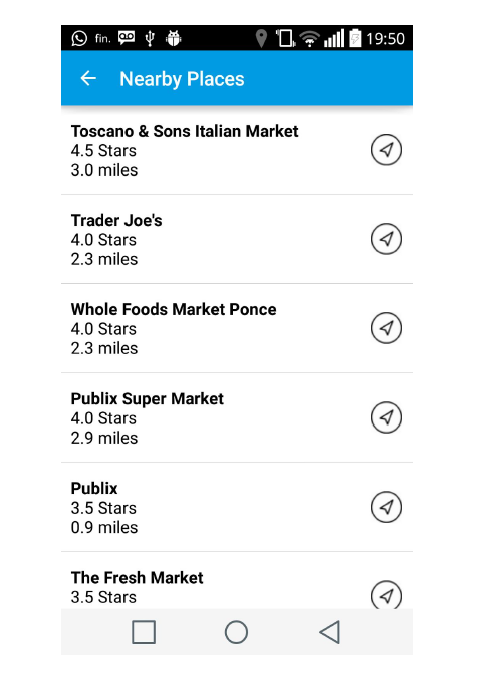 fin. 19:50
Nearby Places
Toscano & Sons Italian Market
4.5 Stars
3.0 miles
Trader Joe's
4.0 Stars
2.3 miles
Whole Foods Market Ponce
4.0 Stars
2.3 miles
Publix Super Market
4.0 Stars
2.9 miles
Publix
3.5 Stars
0.9 miles
The Fresh Market
3.5 Stars